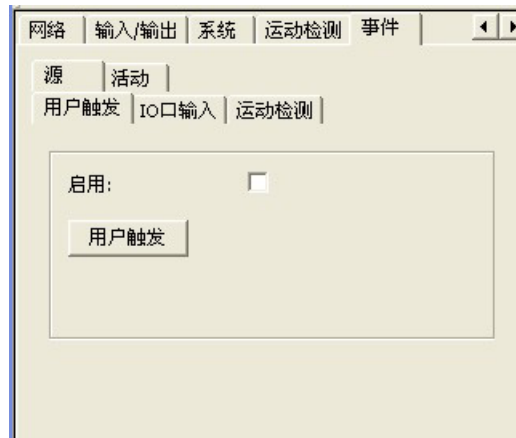 网络 输入/输出 系统 运动检测 事件
源 活动
用户触发 IO口输入 运动检测
启用:
用户触发